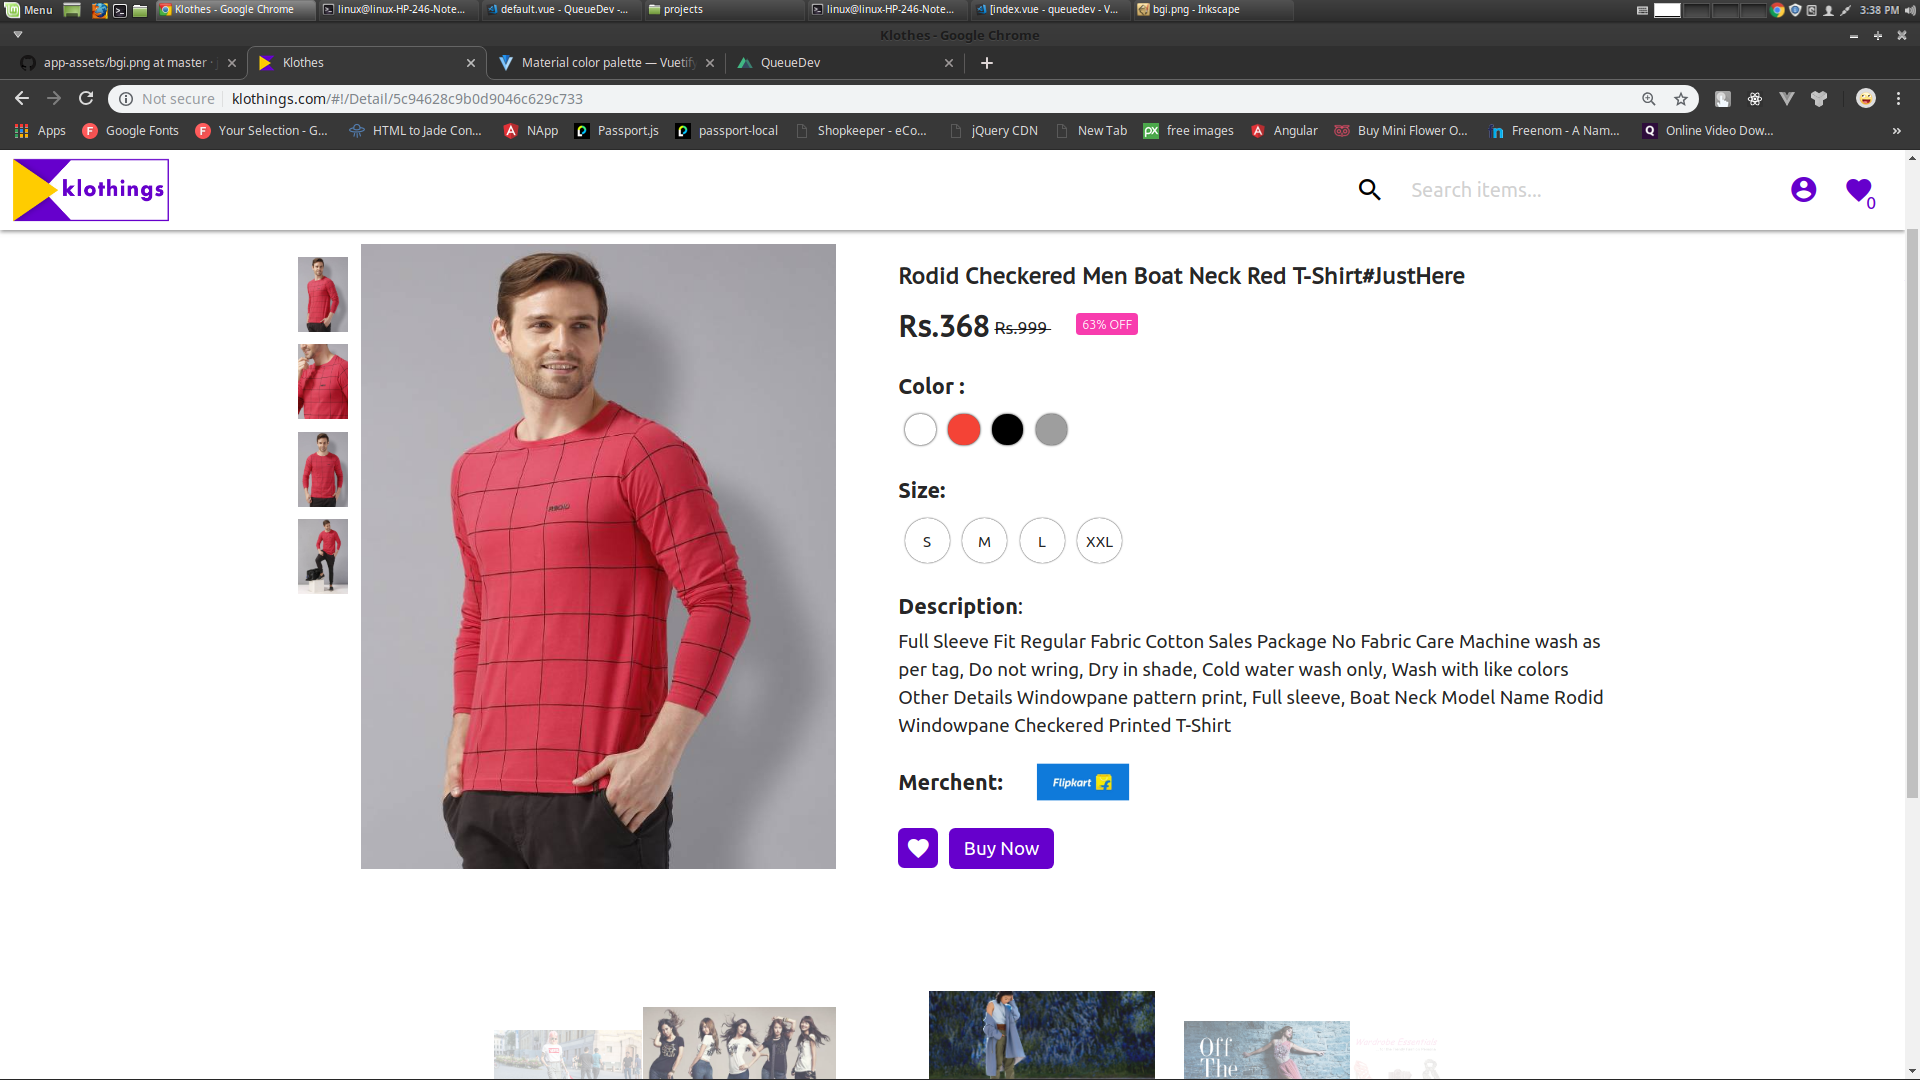 Menu
Klothes - Google Chrome
linux@linux-HP-246-Note...
default.vue - QueueDev -...
projects
linux@linux-HP-246-Note...
[index.vue - queuedev - V...
bgi.png - Inkscape
3:38 PM
Klothes - Google Chrome
app-assets/bgi.png at master ·
Klothes
Material color palette — Vuetify
QueueDev
Not secure
klothings.com/#!/Detail/5c94628c9b0d9046c629c733
Apps
Google Fonts
Your Selection - G...
HTML to Jade Con...
NApp
Passport.js
passport-local
Shopkeeper - eCo...
jQuery CDN
New Tab
free images
Angular
Buy Mini Flower O...
Freenom - A Nam...
Online Video Dow...
»
klothings
Search items...
0
Rodid Checkered Men Boat Neck Red T-Shirt#JustHere
Rs.368 Rs.999 63% OFF
Color :
Size:
S M L XXL
Description:
Full Sleeve Fit Regular Fabric Cotton Sales Package No Fabric Care Machine wash as
per tag, Do not wring, Dry in shade, Cold water wash only, Wash with like colors
Other Details Windowpane pattern print, Full sleeve, Boat Neck Model Name Rodid
Windowpane Checkered Printed T-Shirt
Merchent:
Flipkart
Buy Now
Off
The
Wardrobe Essentials